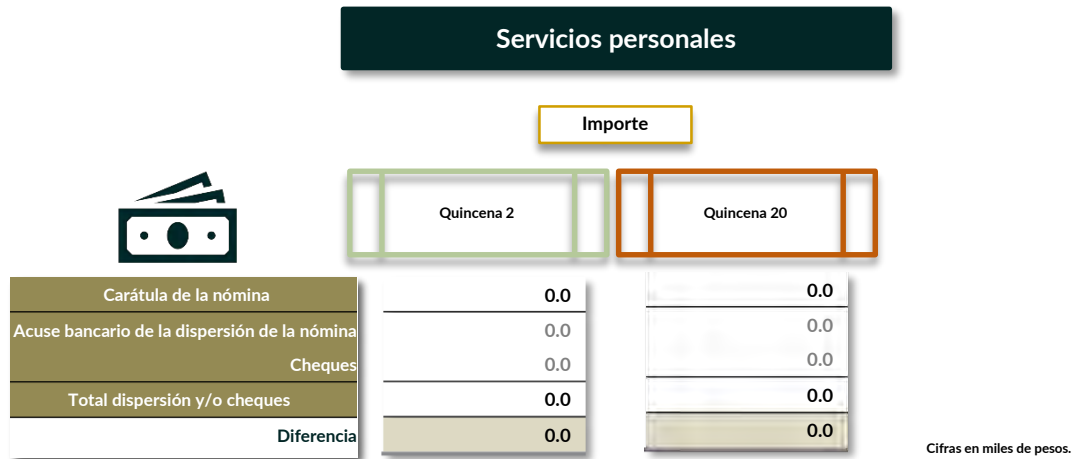 Servicios personales
Importe
Quincena 2
Quincena 20
Carátula de la nómina 0.0 0.0
Acuse bancario de la dispersión de la nómina 0.0 0.0
Cheques 0.0 0.0
Total dispersión y/o cheques 0.0 0.0
Diferencia 0.0 0.0
Cifras en miles de pesos.